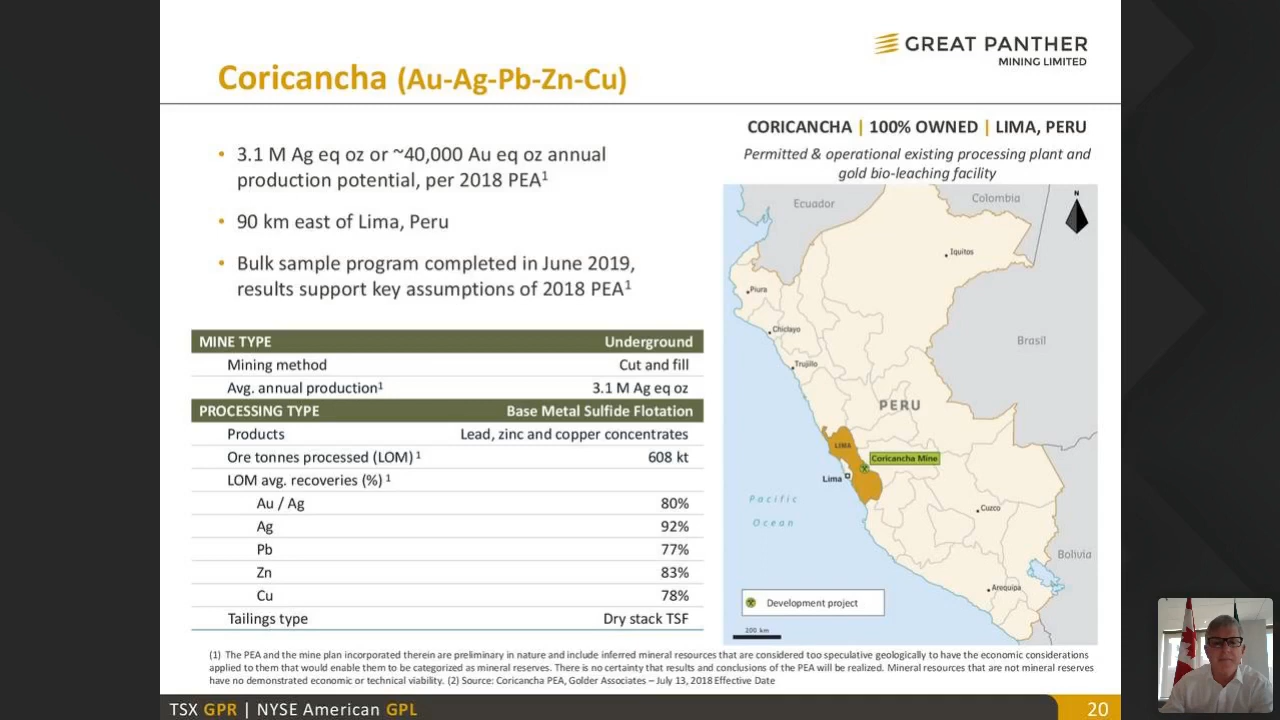 GREAT PANTHER
MINING LIMITED
Coricancha (Au-Ag-Pb-Zn-Cu)
• 3.1 M Ag eq oz or ~40,000 Au eq oz annual
production potential, per 2018 PEA¹
• 90 km east of Lima, Peru
• Bulk sample program completed in June 2019,
results support key assumptions of 2018 PEA¹
MINE TYPE Underground
Mining method Cut and fill
Avg. annual production¹ 3.1 M Ag eq oz
PROCESSING TYPE Base Metal Sulfide Flotation
Products Lead, zinc and copper concentrates
Ore tonnes processed (LOM) ¹ 608 kt
LOM avg. recoveries (%) ¹
Au / Ag 80%
Ag 92%
Pb 77%
Zn 83%
Cu 78%
Tailings type Dry stack TSF
CORICANCHA | 100% OWNED | LIMA, PERU
Permitted & operational existing processing plant and
gold bio-leaching facility
Ecuador
Colombia
N
Iquitos
Piura
Chiclayo
Brasil
Trujillo
PERU
LIMA
Coricancha Mine
Lima
Pacific
Ocean
Cuzco
Bolivia
Arequipa
Development project
200 km
(1) The PEA and the mine plan incorporated therein are preliminary in nature and include inferred mineral resources that are considered too speculative geologically to have the economic considerations
applied to them that would enable them to be categorized as mineral reserves. There is no certainty that results and conclusions of the PEA will be realized. Mineral resources that are not mineral reserves
have no demonstrated economic or technical viability. (2) Source: Coricancha PEA, Golder Associates – July 13, 2018 Effective Date
TSX GPR | NYSE American GPL
20